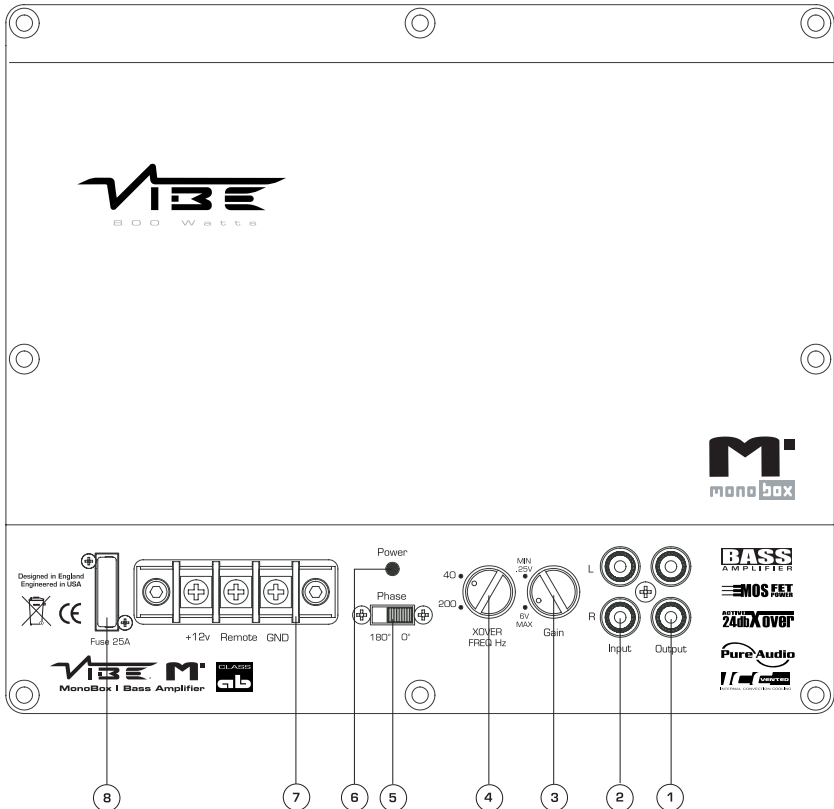 VIBE
800 Watts
M
mono box
Designed in England
Engineered in USA
CE
Fuse 25A
+12v Remote GND
Power
Phase
180° 0°
40
200
XOVER
FREQ Hz
MIN
.25V
6V
MAX
Gain
L
R
Input Output
BASS
AMPLIFIER
MOS FET
POWER
ACTIVE
24db Xover
Pure Audio
ICC VENTED
INTERNAL CONVECTION COOLING
VIBE M
MonoBox 1 Bass Amplifier
CLASS
ab
8 7 6 5 4 3 2 1